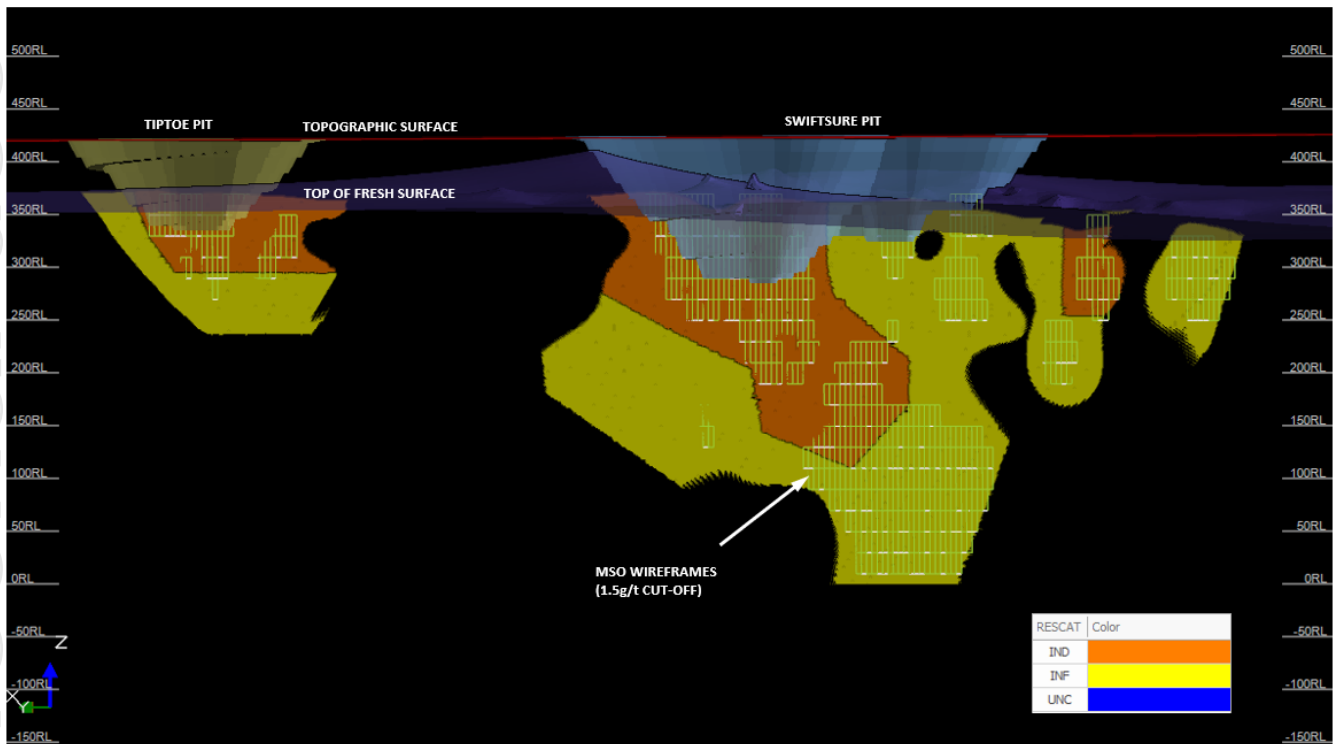 500RL
500RL
450RL
450RL
TIPTOE PIT
TOPOGRAPHIC SURFACE
SWIFTSURE PIT
400RL
400RL
TOP OF FRESH SURFACE
350RL
350RL
300RL
300RL
250RL
250RL
200RL
200RL
150RL
150RL
100RL
100RL
50RL
50RL
MSO WIREFRAMES
(1.5g/t CUT-OFF)
0RL
0RL
RESCAT Color
IND
INF
UNC
-50RL
-50RL
Z
-100RL
-100RL
X
Y
-150RL
-150RL